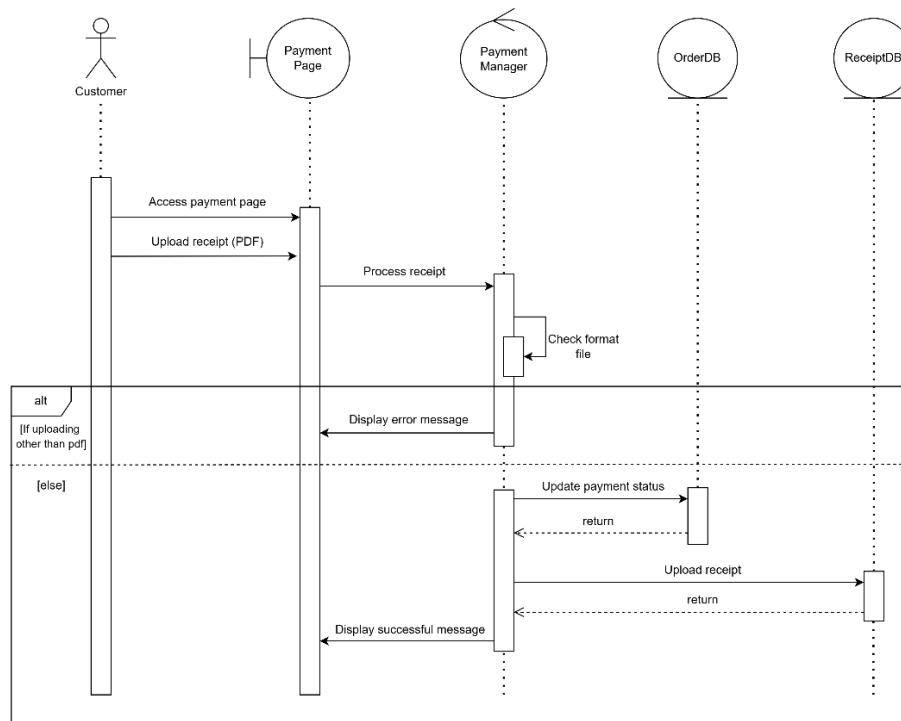 Payment
Page
Payment
Manager
OrderDB
ReceiptDB
Customer
Access payment page
Upload receipt (PDF)
Process receipt
Check format
file
alt
[If uploading
other than pdf]
Display error message
[else]
Update payment status
return
Upload receipt
return
Display successful message